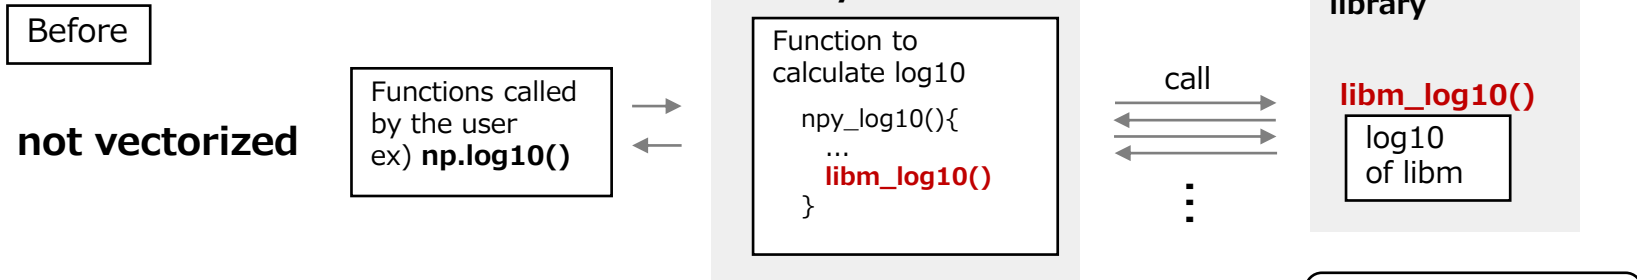 Before
not vectorized
Functions called
by the user
ex) np.log10()
Function to
calculate log10
npy_log10(){
...
libm_log10()
}
call
library
libm_log10()
log10
of libm